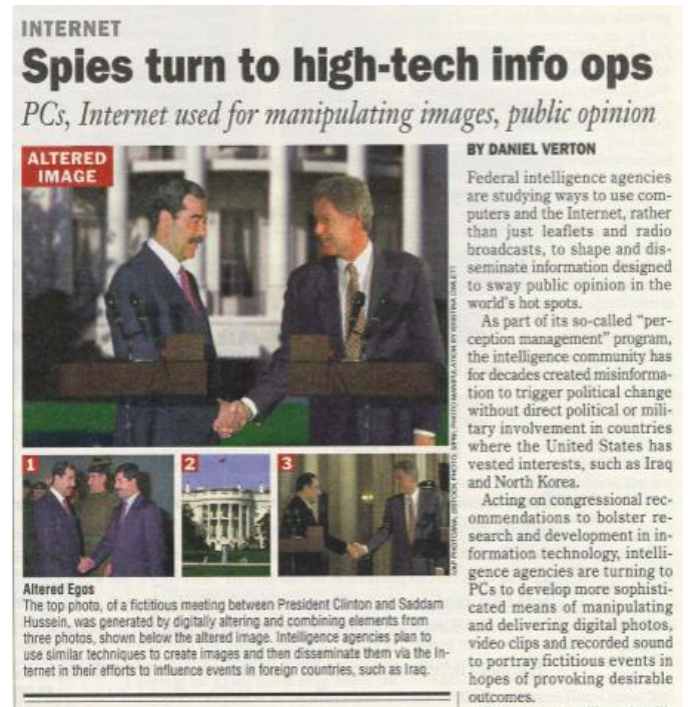 INTERNET
Spies turn to high-tech info ops
PCs, Internet used for manipulating images, public opinion
ALTERED
IMAGE
1
2
3
Altered Egos
The top photo, of a fictitious meeting between President Clinton and Saddam
Hussein, was generated by digitally altering and combining elements from
three photos, shown below the altered image. Intelligence agencies plan to
use similar techniques to create images and then disseminate them via the In-
ternet in their efforts to influence events in foreign countries, such as Iraq.
BY DANIEL VERTON
Federal intelligence agencies
are studying ways to use com-
puters and the Internet, rather
than just leaflets and radio
broadcasts, to shape and dis-
seminate information designed
to sway public opinion in the
world's hot spots.
As part of its so-called “per-
ception management” program,
the intelligence community has
for decades created misinforma-
tion to trigger political change
without direct political or mili-
tary involvement in countries
where the United States has
vested interests, such as Iraq
and North Korea.
Acting on congressional rec-
ommendations to bolster re-
search and development in in-
formation technology, intelli-
gence agencies are turning to
PCs to develop more sophisti-
cated means of manipulating
and delivering digital photos,
video clips and recorded sound
to portray fictitious events in
hopes of provoking desirable
outcomes.